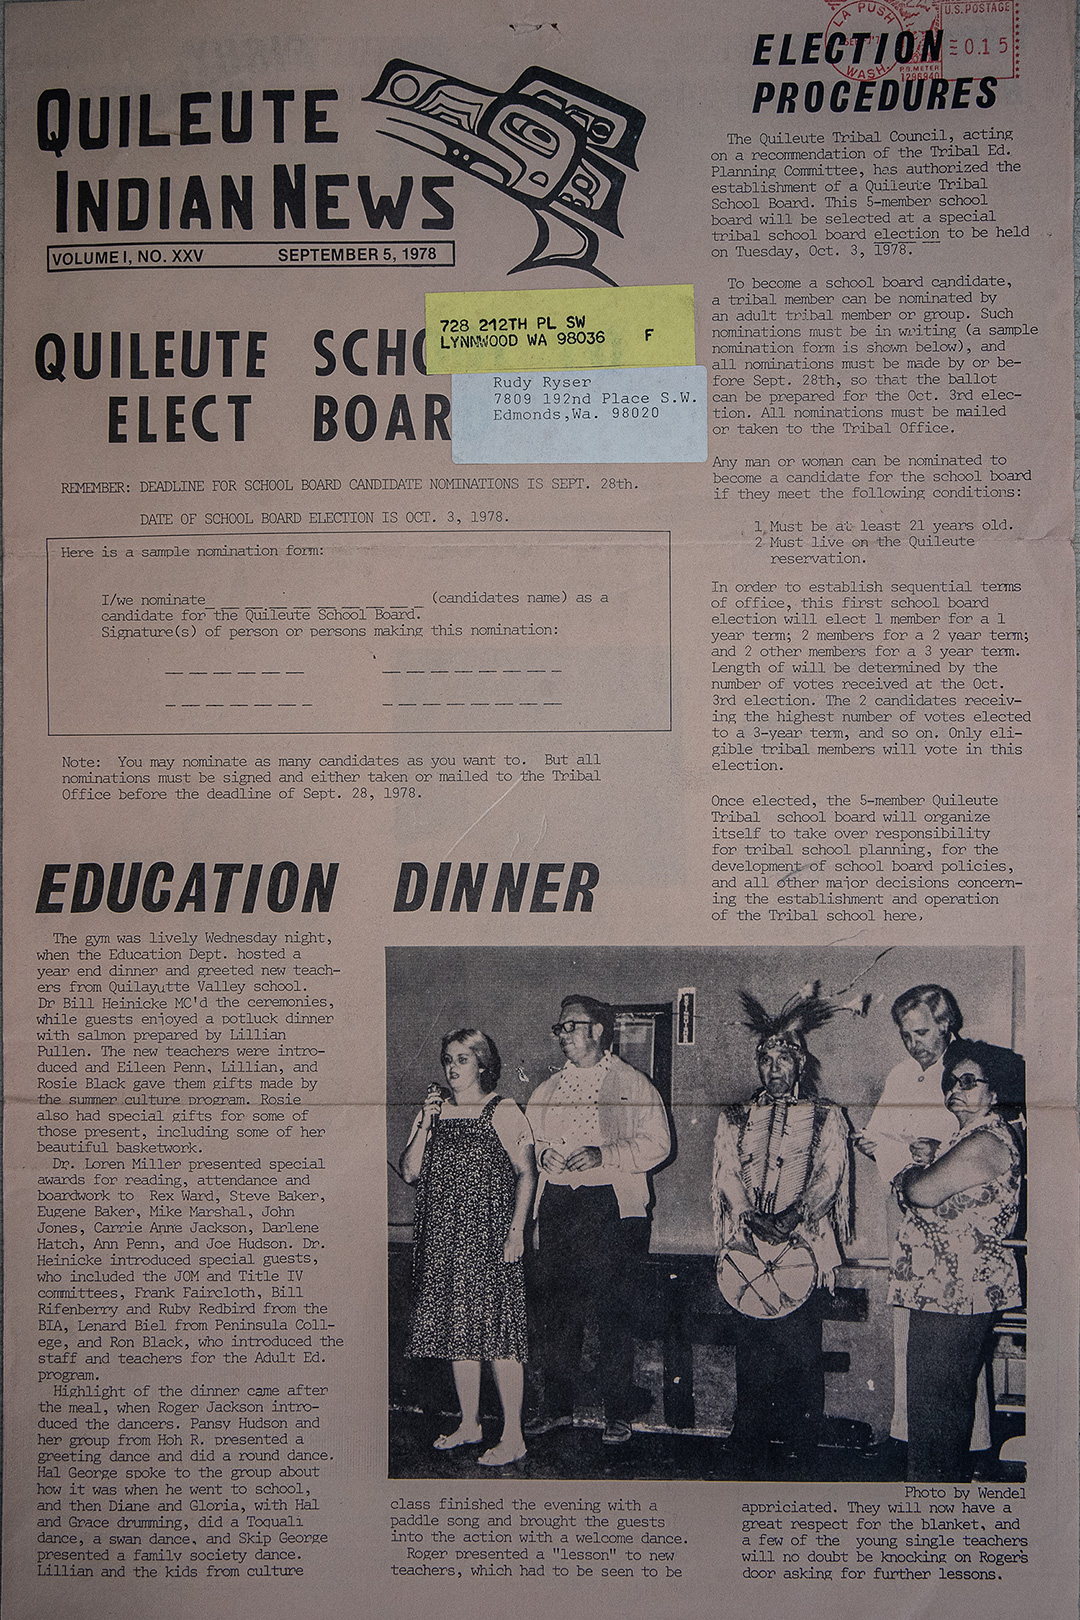 QUILEUTE
INDIAN NEWS
VOLUME I, NO. XXV SEPTEMBER 5, 1978
LA PUSH
WASH.
U.S. POSTAGE
0.15
P.B. METER
1296940
728 212TH PL SW
LYNNWOOD WA 98036 F
Rudy Ryser
7809 192nd Place S.W.
Edmonds,Wa. 98020
QUILEUTE SCHO
ELECT BOAR
REMEMBER: DEADLINE FOR SCHOOL BOARD CANDIDATE NOMINATIONS IS SEPT. 28th.
DATE OF SCHOOL BOARD ELECTION IS OCT. 3, 1978.
Here is a sample nomination form:
I/we nominate (candidates name) as a
candidate for the Quileute School Board.
Signature(s) of person or persons making this nomination:
Note: You may nominate as many candidates as you want to. But all
nominations must be signed and either taken or mailed to the Tribal
Office before the deadline of Sept. 28, 1978.
ELECTION
PROCEDURES
The Quileute Tribal Council, acting
on a recommendation of the Tribal Ed.
Planning Committee, has authorized the
establishment of a Quileute Tribal
School Board. This 5-member school
board will be selected at a special
tribal school board election to be held
on Tuesday, Oct. 3, 1978.
To become a school board candidate,
a tribal member can be nominated by
an adult tribal member or group. Such
nominations must be in writing (a sample
nomination form is shown below), and
all nominations must be made by or be-
fore Sept. 28th, so that the ballot
can be prepared for the Oct. 3rd elec-
tion. All nominations must be mailed
or taken to the Tribal Office.
Any man or woman can be nominated to
become a candidate for the school board
if they meet the following conditions:
1 Must be at least 21 years old.
2 Must live on the Quileute
reservation.
In order to establish sequential terms
of office, this first school board
election will elect 1 member for a 1
year term; 2 members for a 2 year term;
and 2 other members for a 3 year term.
Length of will be determined by the
number of votes received at the Oct.
3rd election. The 2 candidates receiv-
ing the highest number of votes elected
to a 3-year term, and so on. Only eli-
gible tribal members will vote in this
election.
Once elected, the 5-member Quileute
Tribal school board will organize
itself to take over responsibility
for tribal school planning, for the
development of school board policies,
and all other major decisions concern-
ing the establishment and operation
of the Tribal school here,
EDUCATION DINNER
The gym was lively Wednesday night,
when the Education Dept. hosted a
year end dinner and greeted new teach-
ers from Quilayutte Valley school.
Dr Bill Heinicke MC'd the ceremonies,
while guests enjoyed a potluck dinner
with salmon prepared by Lillian
Pullen. The new teachers were intro-
duced and Eileen Penn, Lillian, and
Rosie Black gave them gifts made by
the summer culture program. Rosie
also had special gifts for some of
those present, including some of her
beautiful basketwork.
Dr. Loren Miller presented special
awards for reading, attendance and
boardwork to Rex Ward, Steve Baker,
Eugene Baker, Mike Marshal, John
Jones, Carrie Anne Jackson, Darlene
Hatch, Ann Penn, and Joe Hudson. Dr.
Heinicke introduced special guests,
who included the JOM and Title IV
committees, Frank Faircloth, Bill
Rifenberry and Ruby Redbird from the
BIA, Lenard Biel from Peninsula Coll-
ege, and Ron Black, who introduced the
staff and teachers for the Adult Ed.
program.
Highlight of the dinner came after
the meal, when Roger Jackson intro-
duced the dancers. Pansy Hudson and
her group from Hoh R. presented a
greeting dance and did a round dance.
Hal George spoke to the group about
how it was when he went to school,
and then Diane and Gloria, with Hal
and Grace drumming, did a Toquali
dance, a swan dance, and Skip George
presented a family society dance.
Lillian and the kids from culture
Photo by Wendel
class finished the evening with a
paddle song and brought the guests
into the action with a welcome dance.
Roger presented a "lesson" to new
teachers, which had to be seen to be
appriciated. They will now have a
great respect for the blanket, and
a few of the young single teachers
will no doubt be knocking on Roger's
door asking for further lessons.